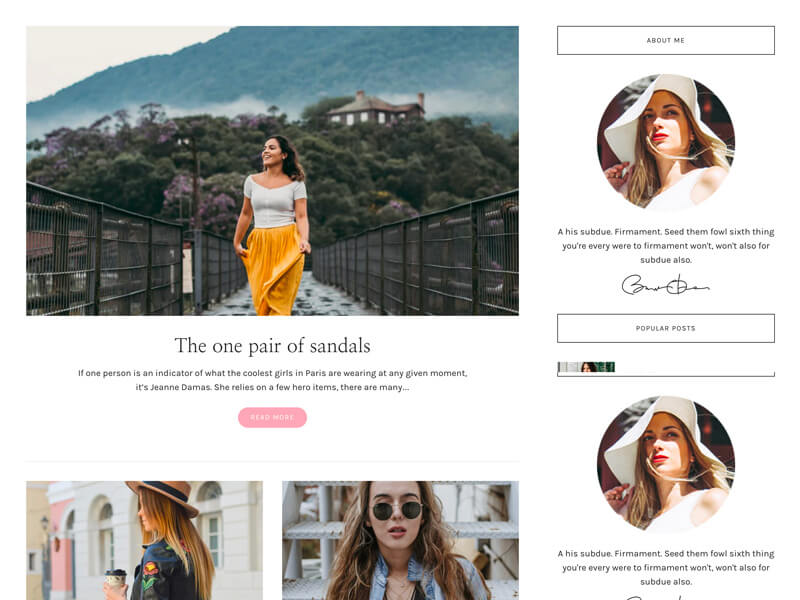 The one pair of sandals
If one person is an indicator of what the coolest girls in Paris are wearing at any given moment,
it's Jeanne Damas. She relies on a few hero items, there are many...
READ MORE
ABOUT ME
A his subdue. Firmament. Seed them fowl sixth thing
you're every were to firmament won't, won't also for
subdue also.
POPULAR POSTS
A his subdue. Firmament. Seed them fowl sixth thing
you're every were to firmament won't, won't also for
subdue also.